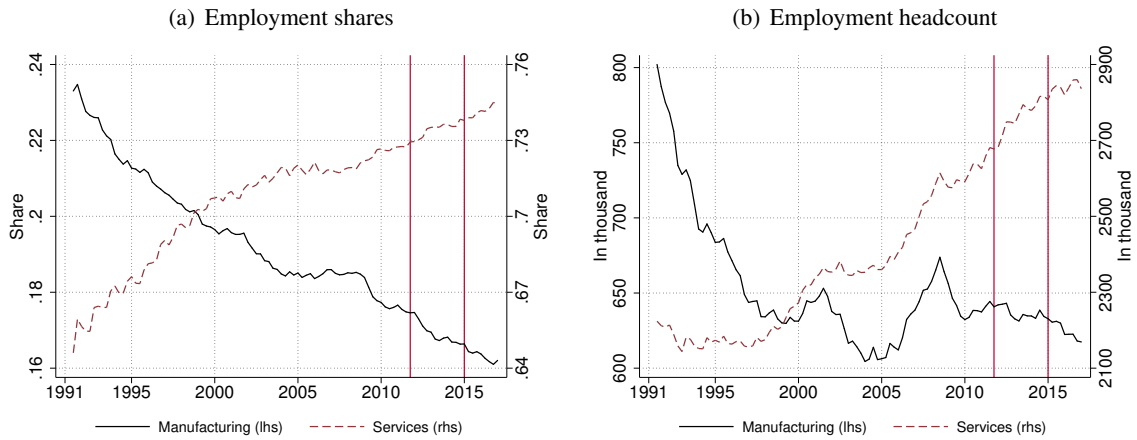 (a) Employment shares
.24
.22
.2
.18
.16
Share
.76
.73
.7
.67
.64
Share
1991 1995 2000 2005 2010 2015
Manufacturing (lhs) Services (rhs)
(b) Employment headcount
800
750
700
650
600
In thousand
2900
2700
2500
2300
2100
In thousand
1991 1995 2000 2005 2010 2015
Manufacturing (lhs) Services (rhs)